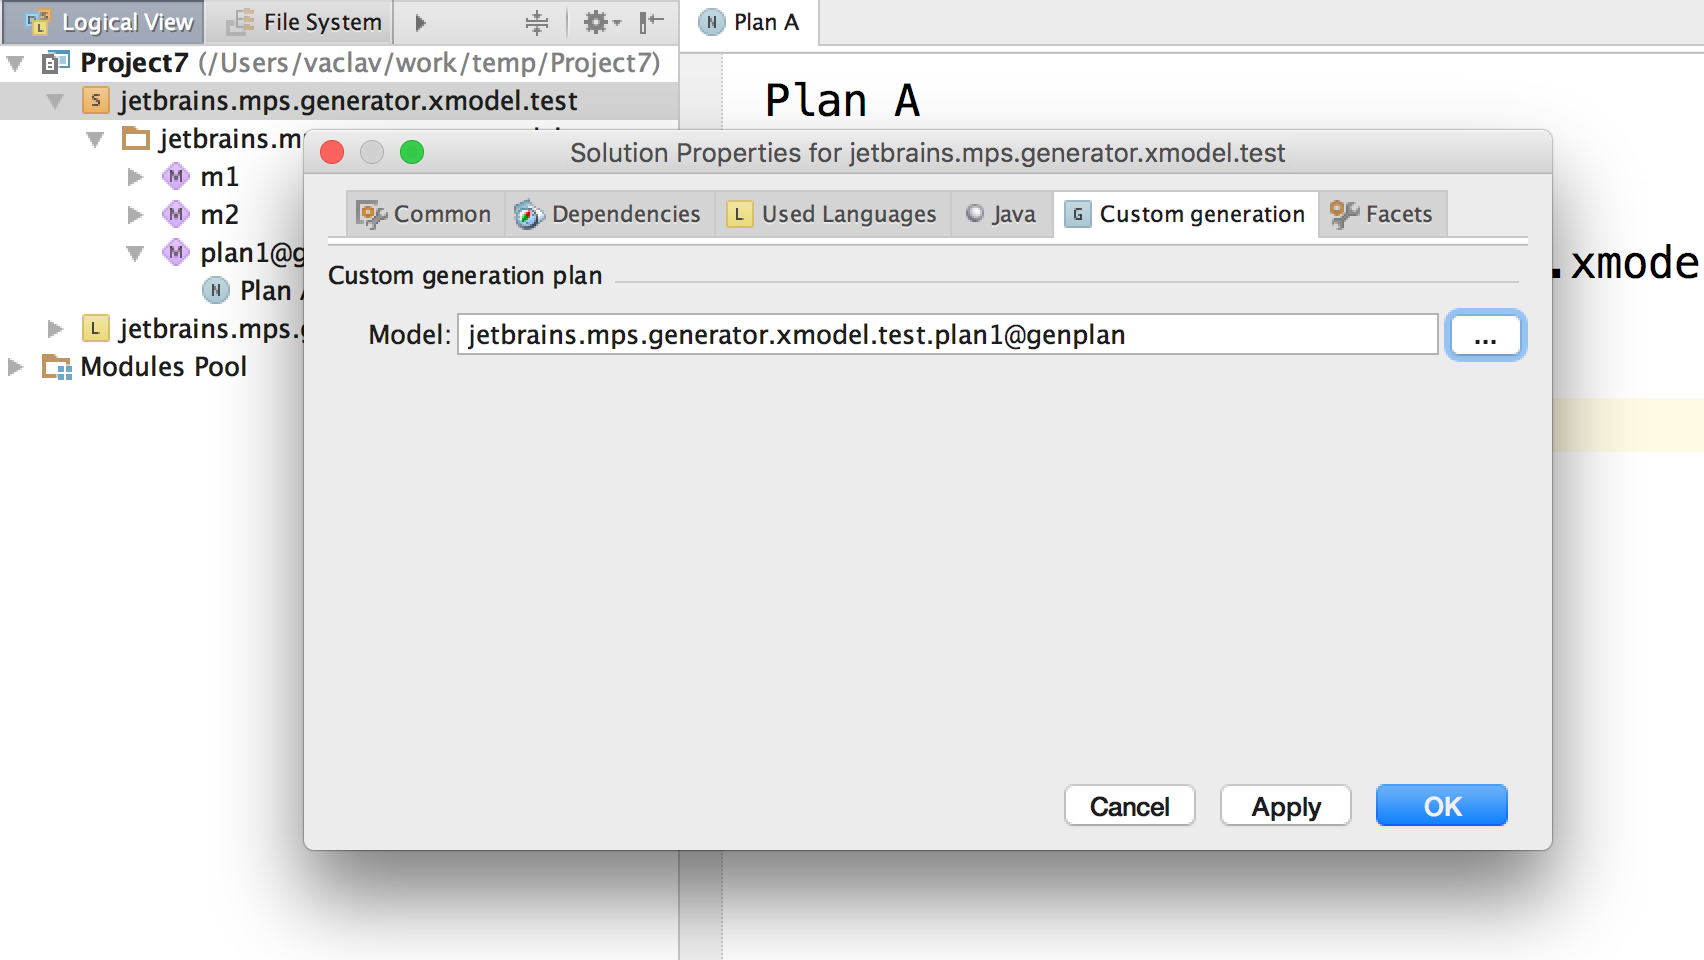 Logical View File System
Plan A
Project7 (/Users/vaclav/work/temp/Project7)
jetbrains.mps.generator.xmodel.test
jetbrains.m
m1
m2
plan1@g
Plan
jetbrains.mps.
Modules Pool
Plan A
.xmode
Solution Properties for jetbrains.mps.generator.xmodel.test
Common Dependencies Used Languages Java Custom generation Facets
Custom generation plan
Model: jetbrains.mps.generator.xmodel.test.plan1@genplan ...
Cancel Apply OK